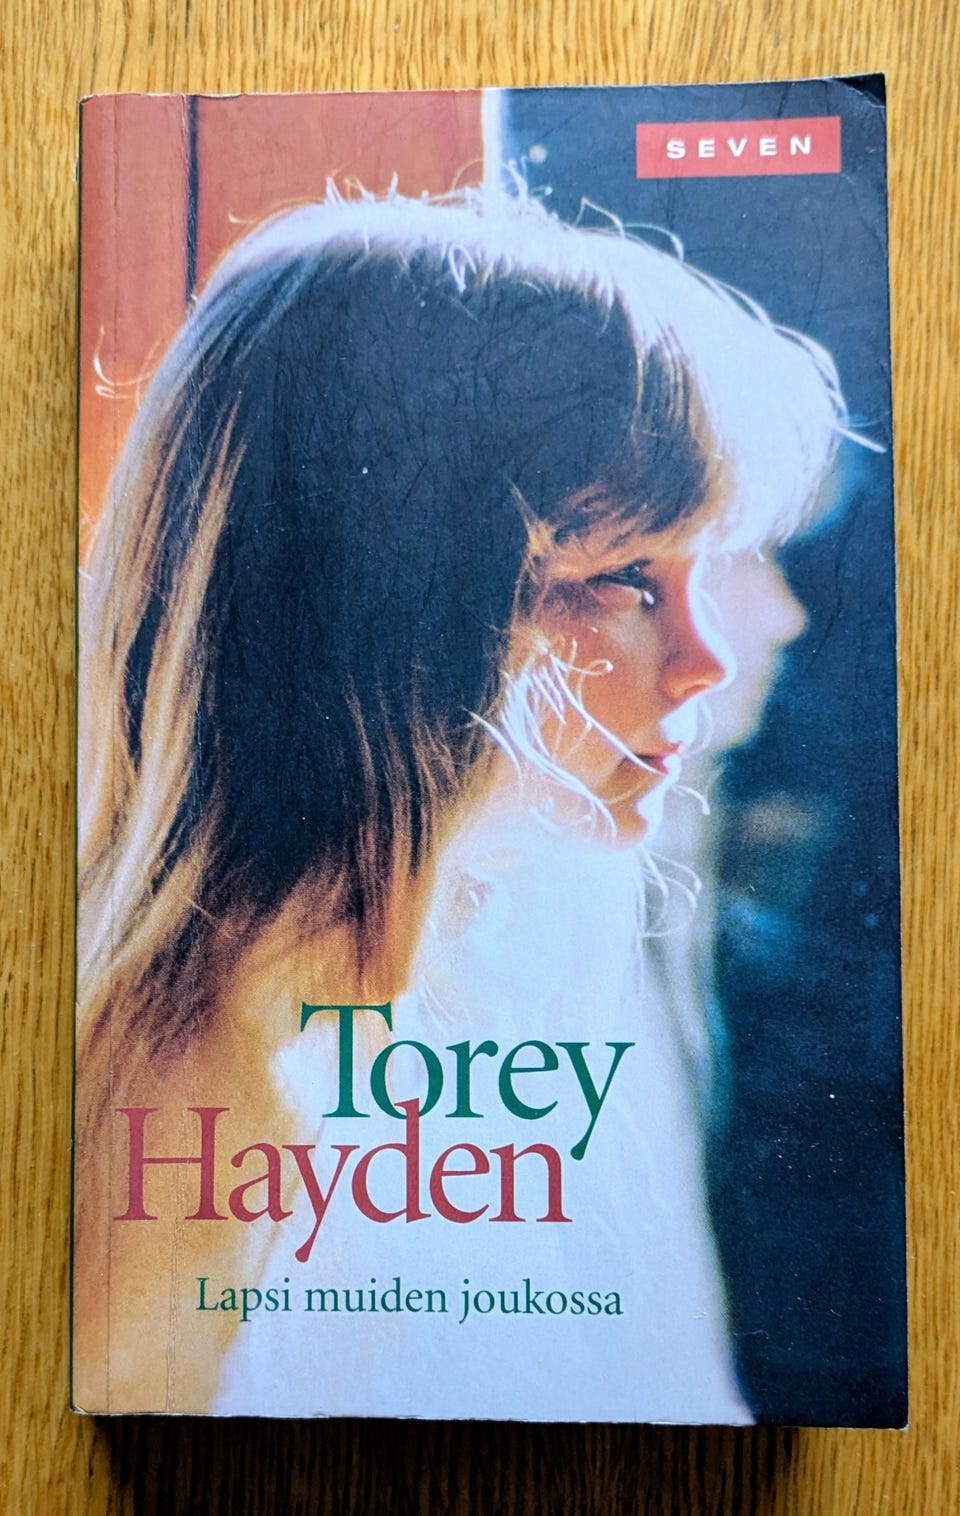 SEVEN
Torey
Hayden
Lapsi muiden joukossa